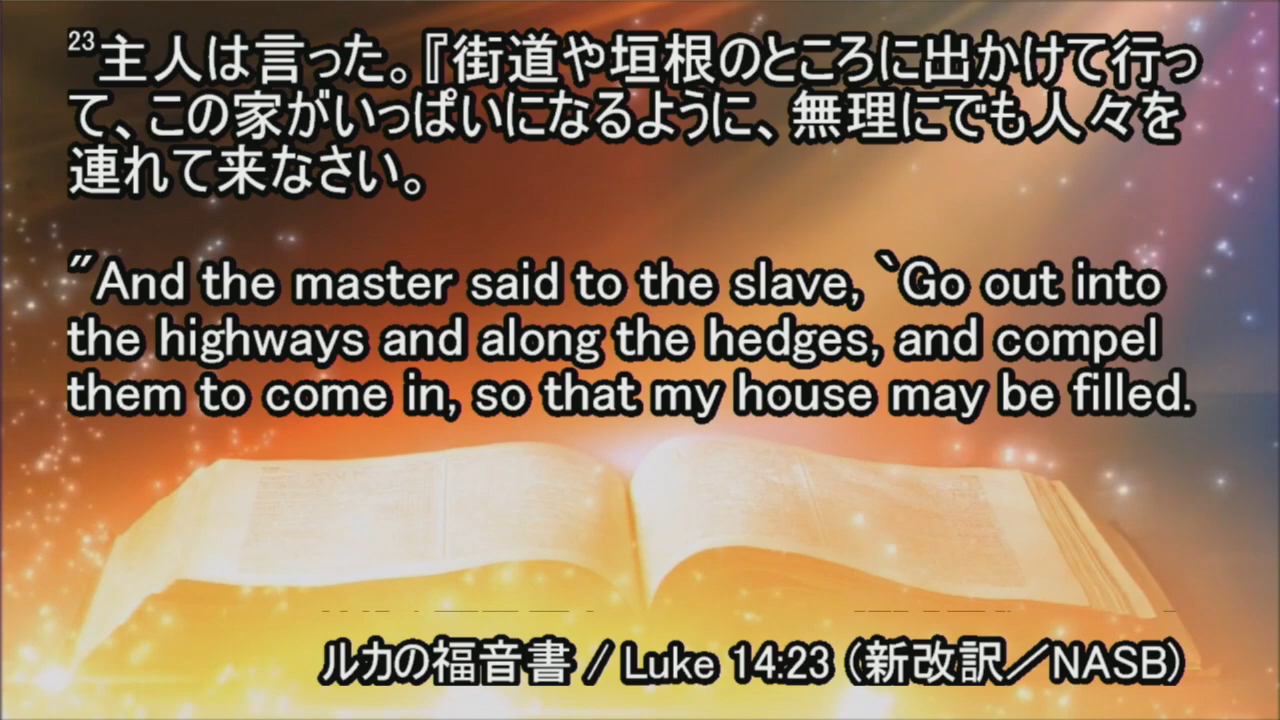 23主人は言った。『街道や垣根のところに出かけて行っ
て、この家がいっぱいになるように、無理にでも人々を
連れて来なさい。
"And the master said to the slave, `Go out into
the highways and along the hedges, and compel
them to come in, so that my house may be filled.
ルカの福音書 / Luke 14:23 (新改訳／NASB)